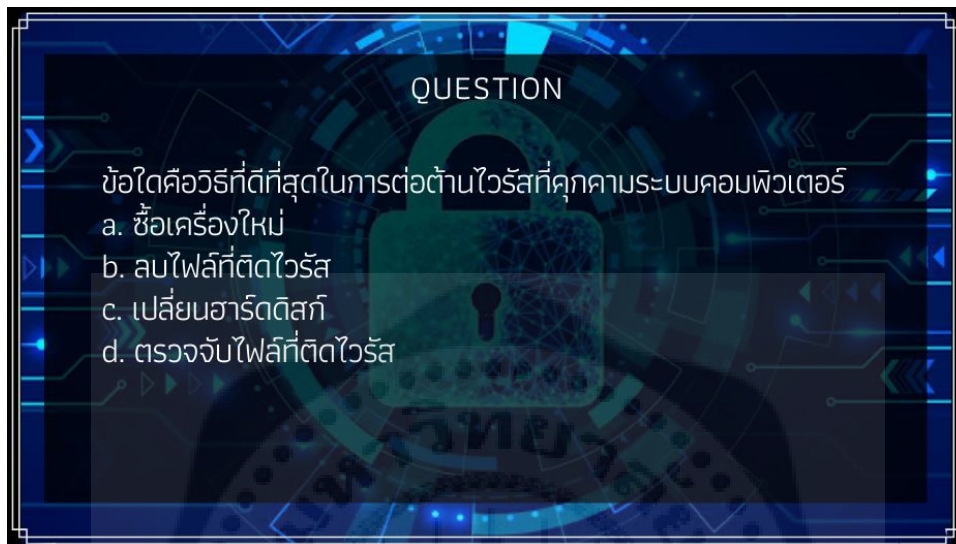 QUESTION
ข้อใดคือวิธีที่ดีที่สุดในการต่อต้านไวรัสที่คุกคามระบบคอมพิวเตอร์
a. ซื้อเครื่องใหม่
b. ลบไฟล์ที่ติดไวรัส
c. เปลี่ยนฮาร์ดดิสก์
d. ตรวจจับไฟล์ที่ติดไวรัส